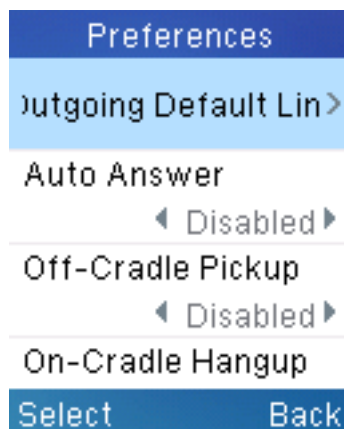 Preferences
utgoing Default Lin
Auto Answer
Disabled
Off-Cradle Pickup
Disabled
On-Cradle Hangup
Select Back